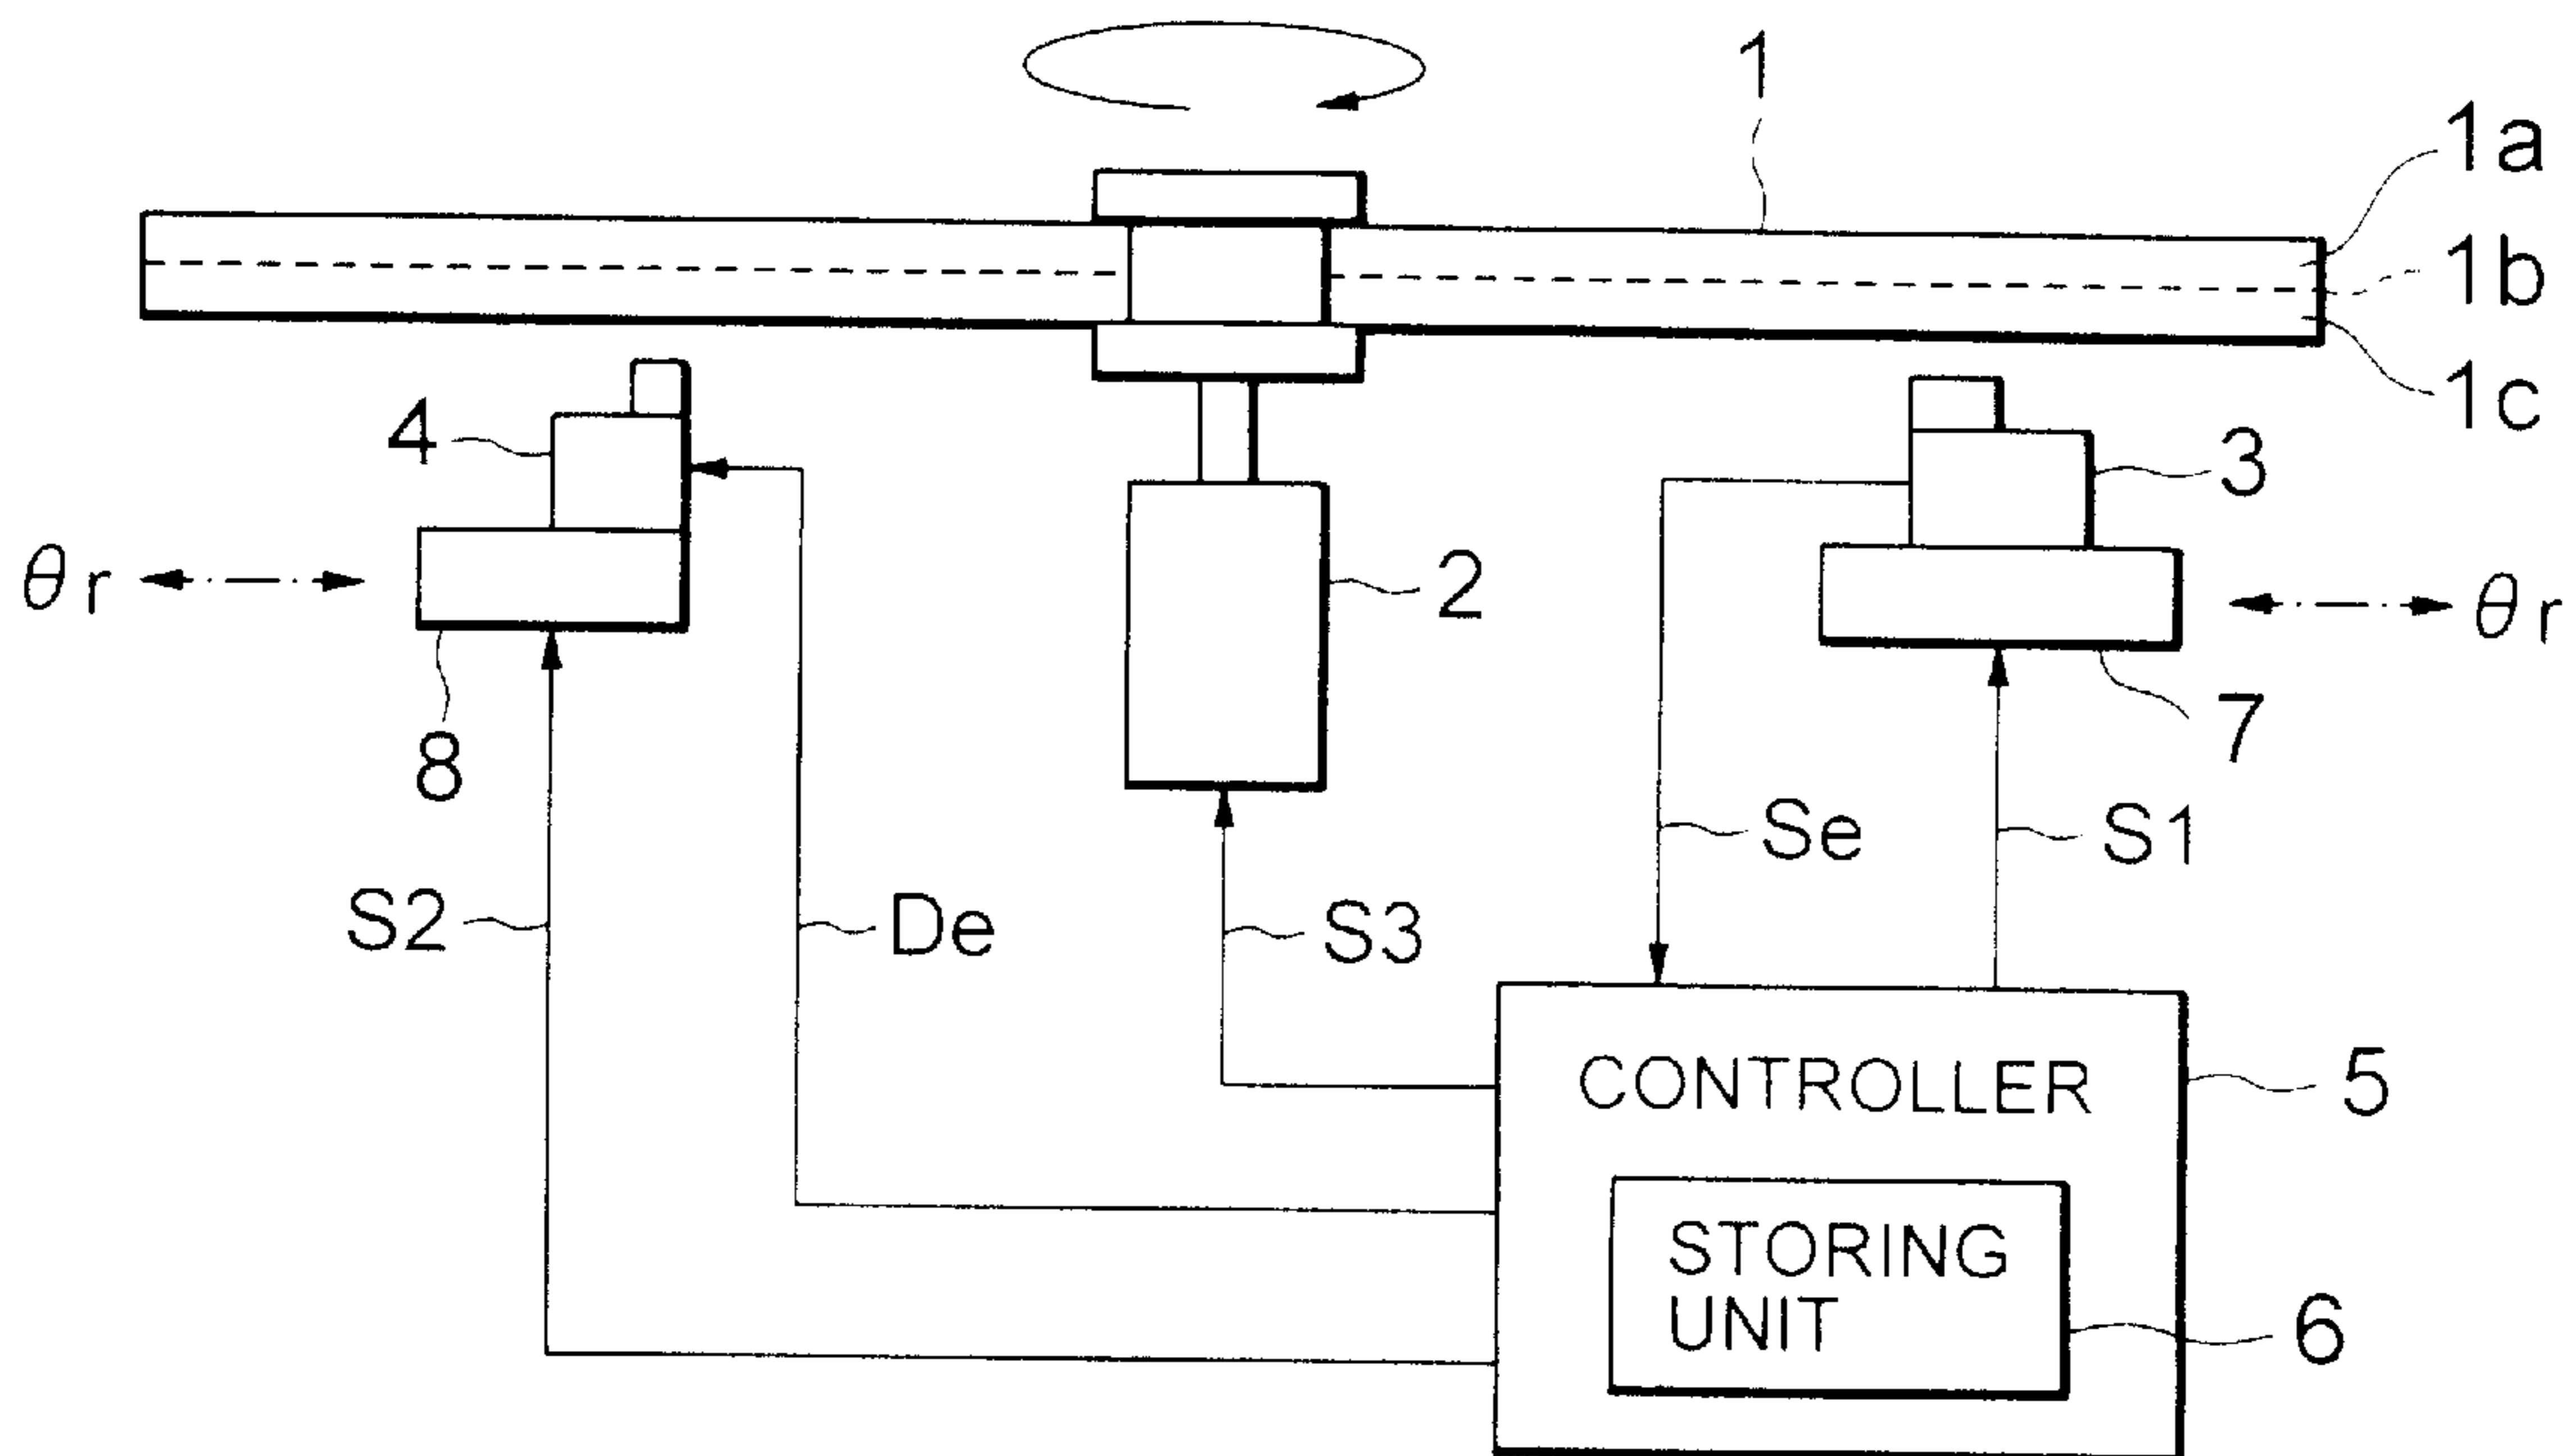 1
1a
1b
1c
4
3
2
θr
θr
8
7
Se
S1
S2
De
S3
CONTROLLER
5
STORING
UNIT
6